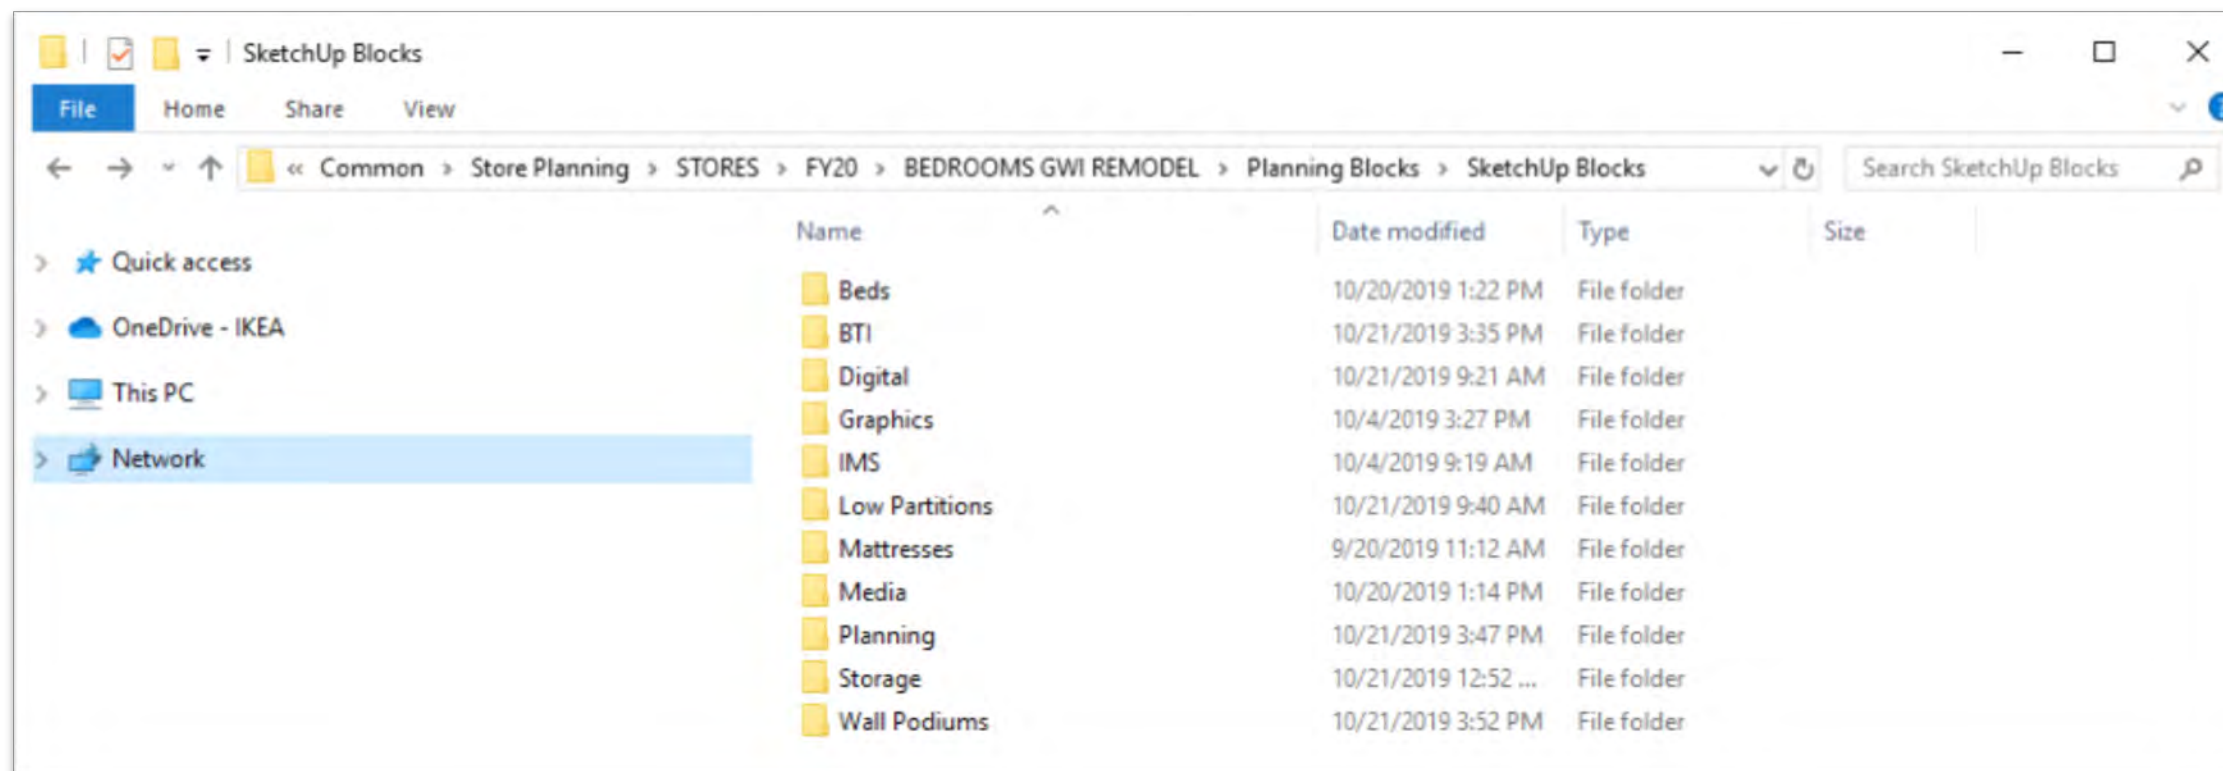 SketchUp Blocks
File Home Share View
« Common > Store Planning > STORES > FY20 > BEDROOMS GWI REMODEL > Planning Blocks > SketchUp Blocks Search SketchUp Blocks
Name Date modified Type Size
Quick access
OneDrive - IKEA
This PC
Network
Beds 10/20/2019 1:22 PM File folder
BTI 10/21/2019 3:35 PM File folder
Digital 10/21/2019 9:21 AM File folder
Graphics 10/4/2019 3:27 PM File folder
IMS 10/4/2019 9:19 AM File folder
Low Partitions 10/21/2019 9:40 AM File folder
Mattresses 9/20/2019 11:12 AM File folder
Media 10/20/2019 1:14 PM File folder
Planning 10/21/2019 3:47 PM File folder
Storage 10/21/2019 12:52 ... File folder
Wall Podiums 10/21/2019 3:52 PM File folder